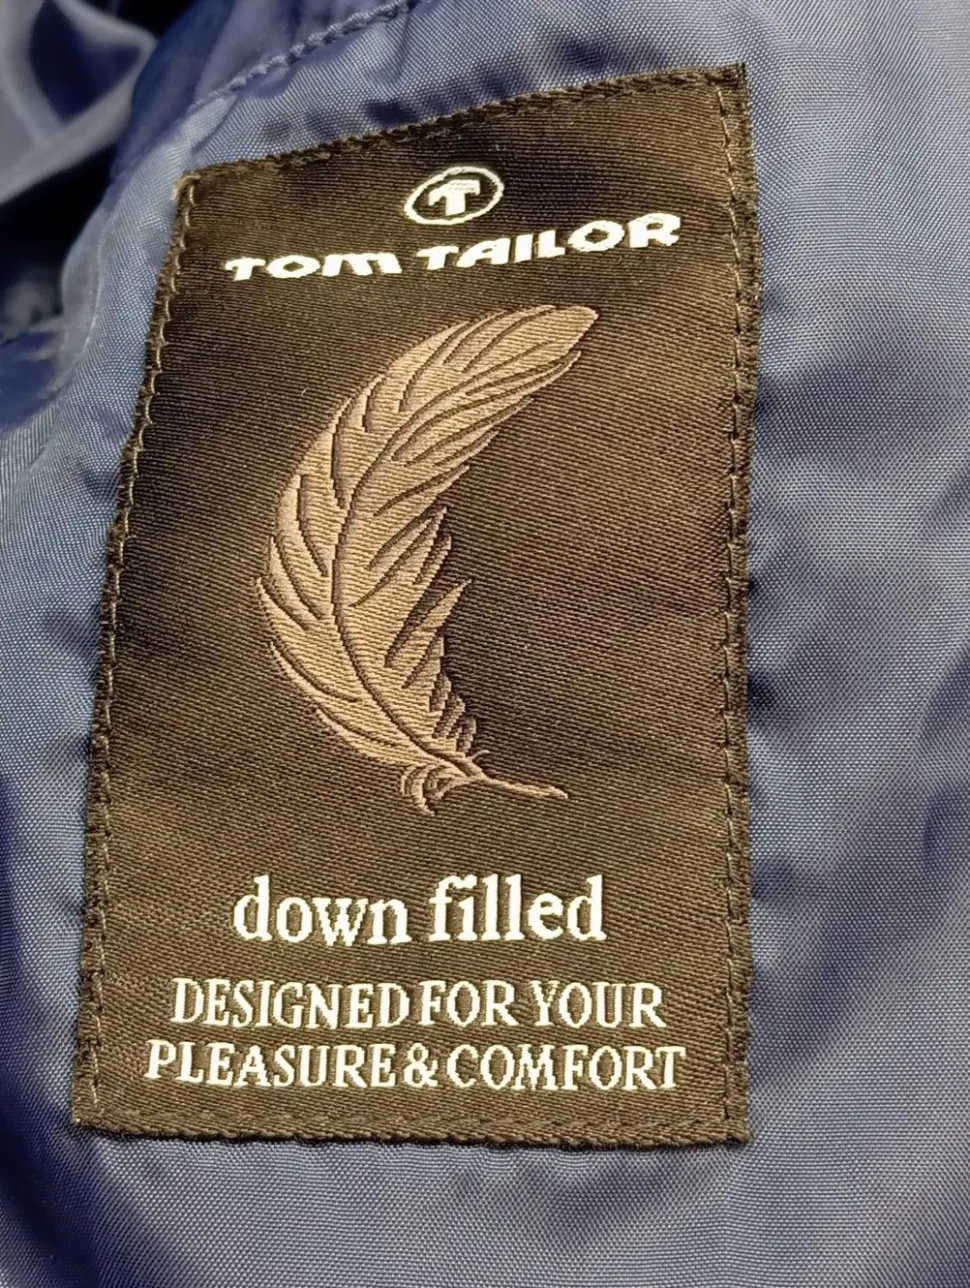 T
TOM TAILOR
down filled
DESIGNED FOR YOUR
PLEASURE & COMFORT